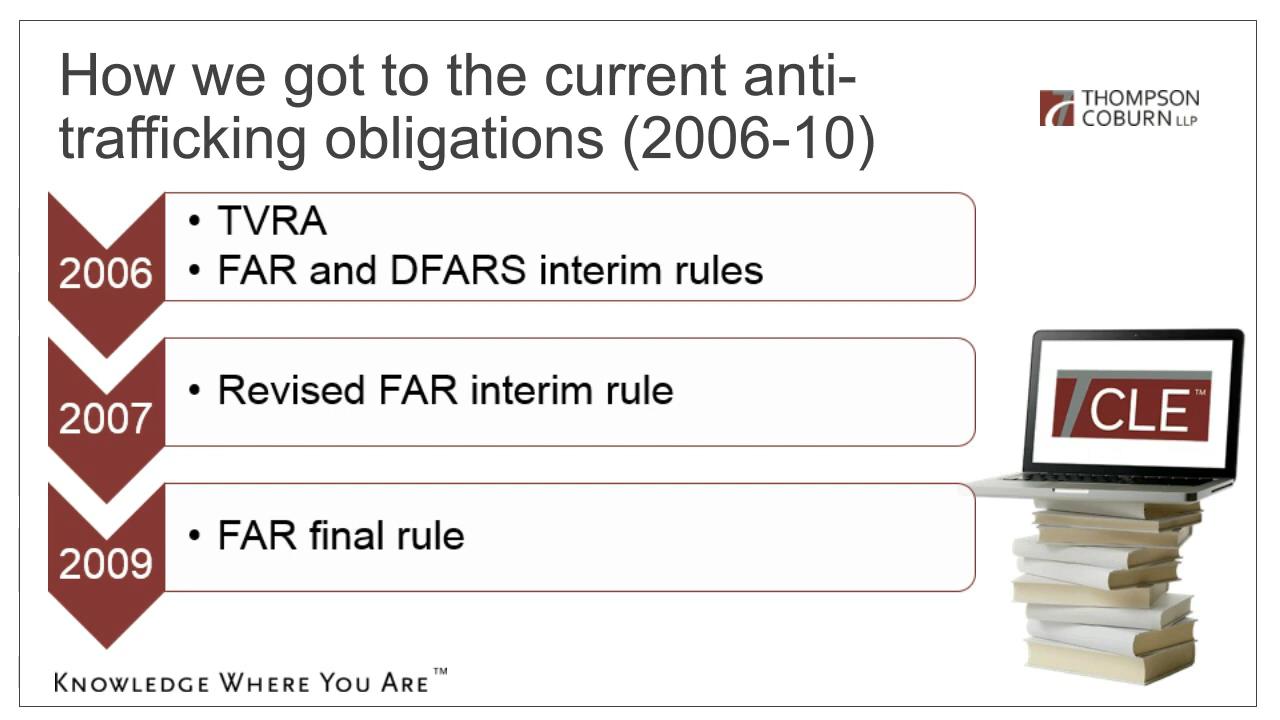 How we got to the current anti-
trafficking obligations (2006-10)
THOMPSON
COBURN LLP
2006
• TVRA
• FAR and DFARS interim rules
2007
• Revised FAR interim rule
2009
• FAR final rule
CLE™
KNOWLEDGE WHERE YOU ARE™